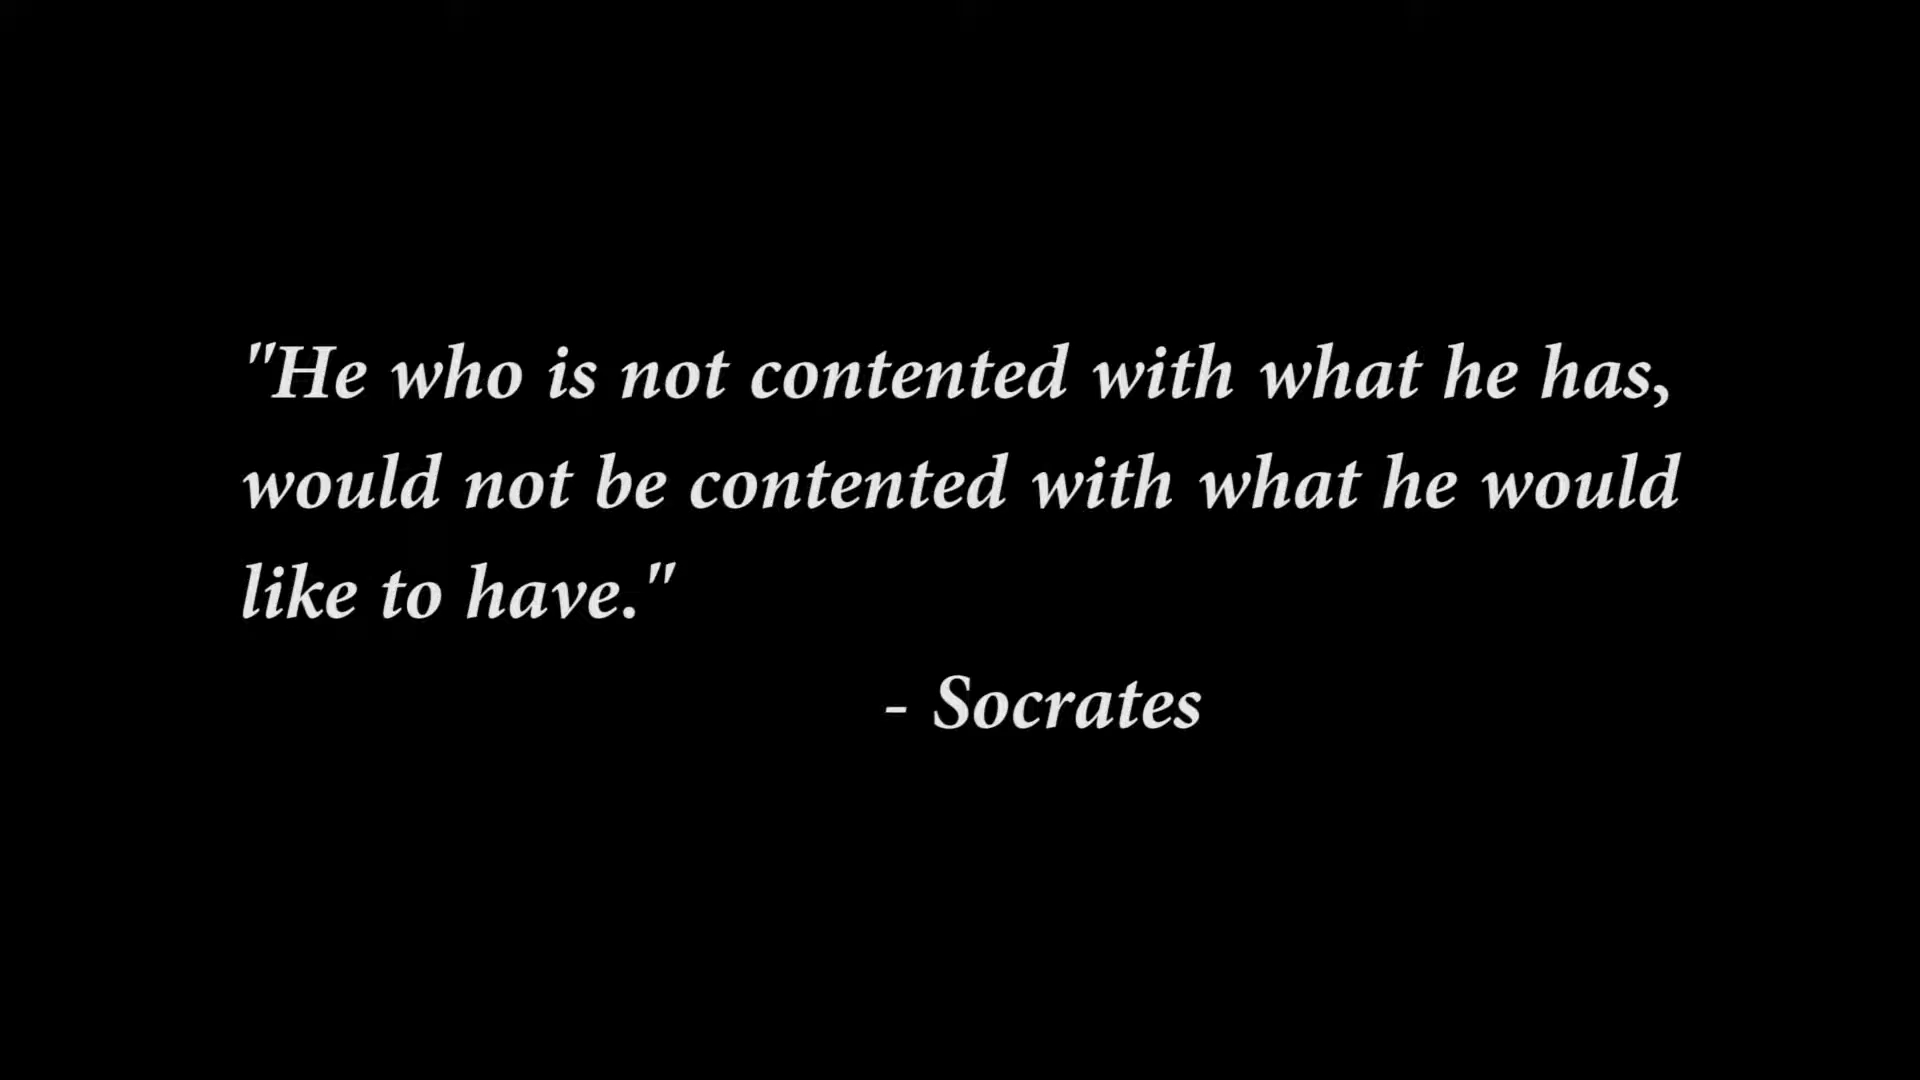 "He who is not contented with what he has,
would not be contented with what he would
like to have."
- Socrates